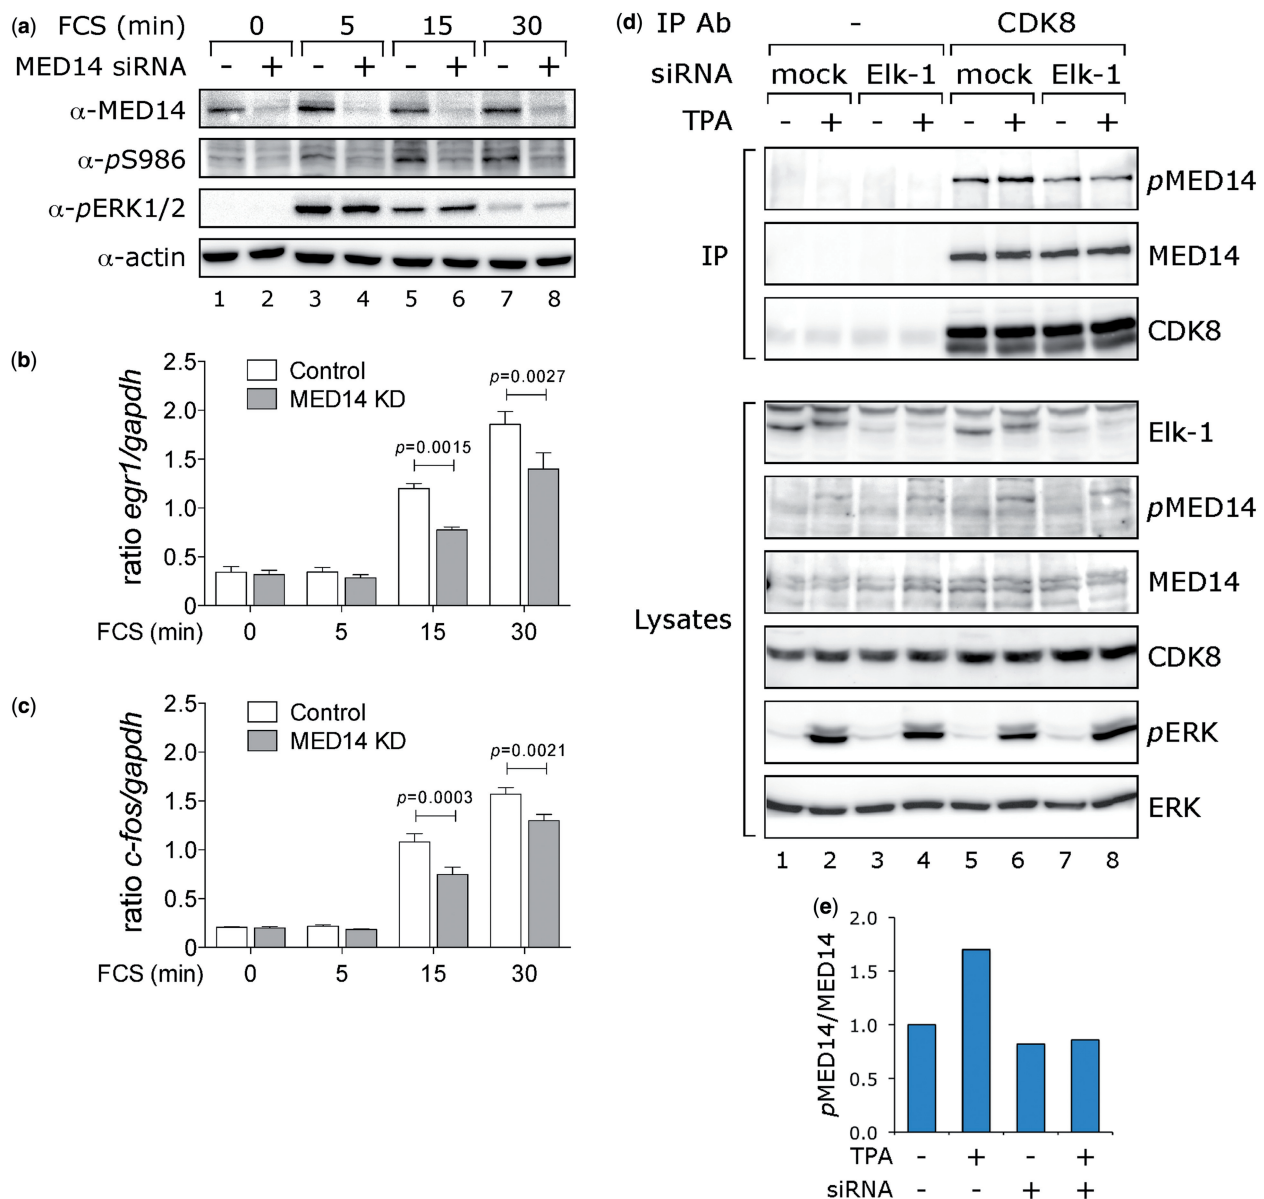 (a) FCS (min) 0 5 15 30
MED14 siRNA - + - + - + - +
α-MED14
α-pS986
α-pERK1/2
α-actin
1 2 3 4 5 6 7 8
(b)
2.5
2.0
1.5
1.0
0.5
0
ratio egr1/gapdh
Control
MED14 KD
p=0.0015
p=0.0027
FCS (min) 0 5 15 30
(c)
2.5
2.0
1.5
1.0
0.5
0
ratio c-fos/gapdh
Control
MED14 KD
p=0.0003
p=0.0021
FCS (min) 0 5 15 30
(d) IP Ab - CDK8
siRNA mock Elk-1 mock Elk-1
TPA - + - + - + - +
IP
pMED14
MED14
CDK8
Lysates
Elk-1
pMED14
MED14
CDK8
pERK
ERK
1 2 3 4 5 6 7 8
(e)
2.0
1.5
1.0
0.5
0.0
pMED14/MED14
TPA - + - +
siRNA - - + +